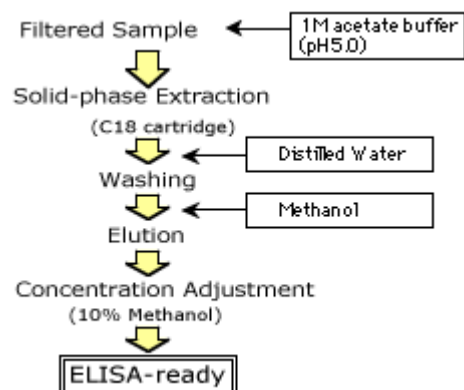 Filtered Sample
1M acetate buffer
(pH5.0)
Solid-phase Extraction
(C18 cartridge)
Distilled Water
Washing
Methanol
Elution
Concentration Adjustment
(10% Methanol)
ELISA-ready